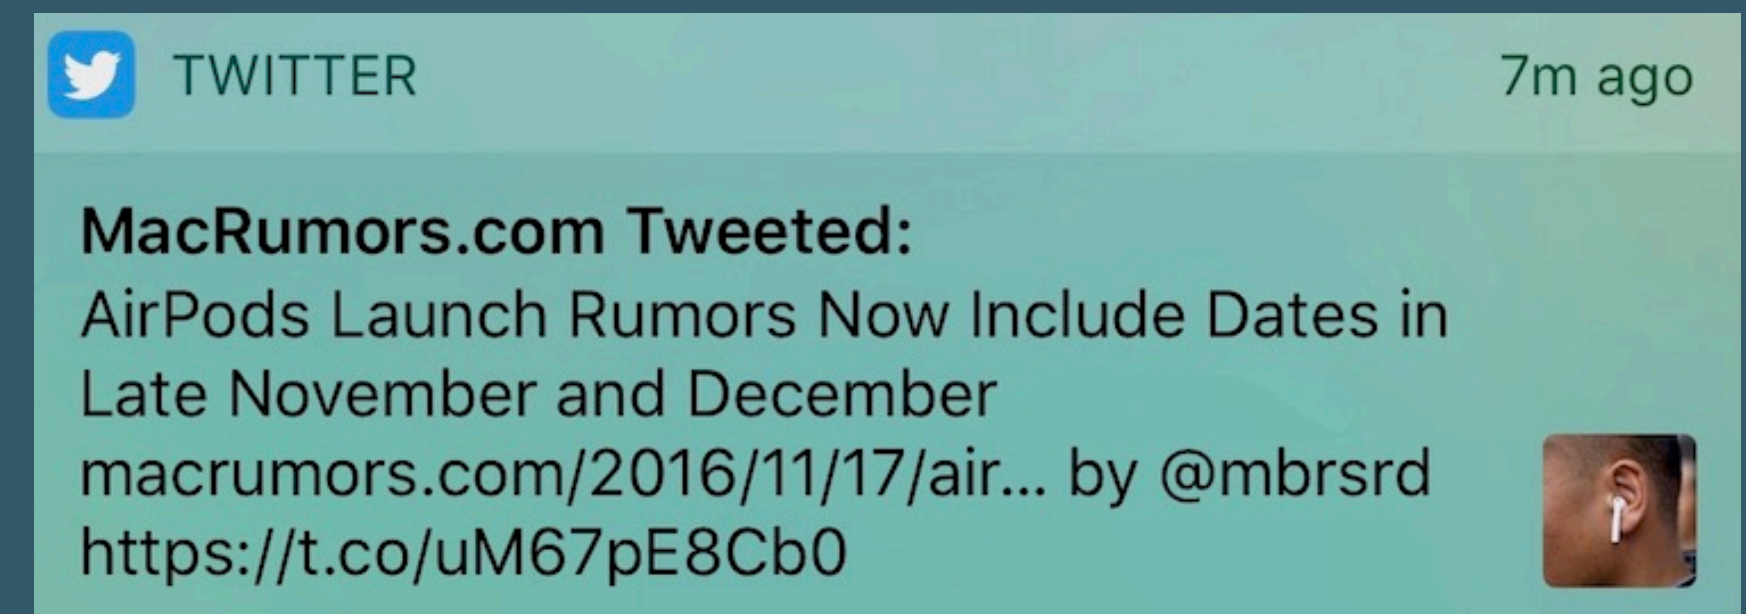 TWITTER
7m ago
MacRumors.com Tweeted:
AirPods Launch Rumors Now Include Dates in
Late November and December
macrumors.com/2016/11/17/air... by @mbrsrd
https://t.co/uM67pE8Cb0